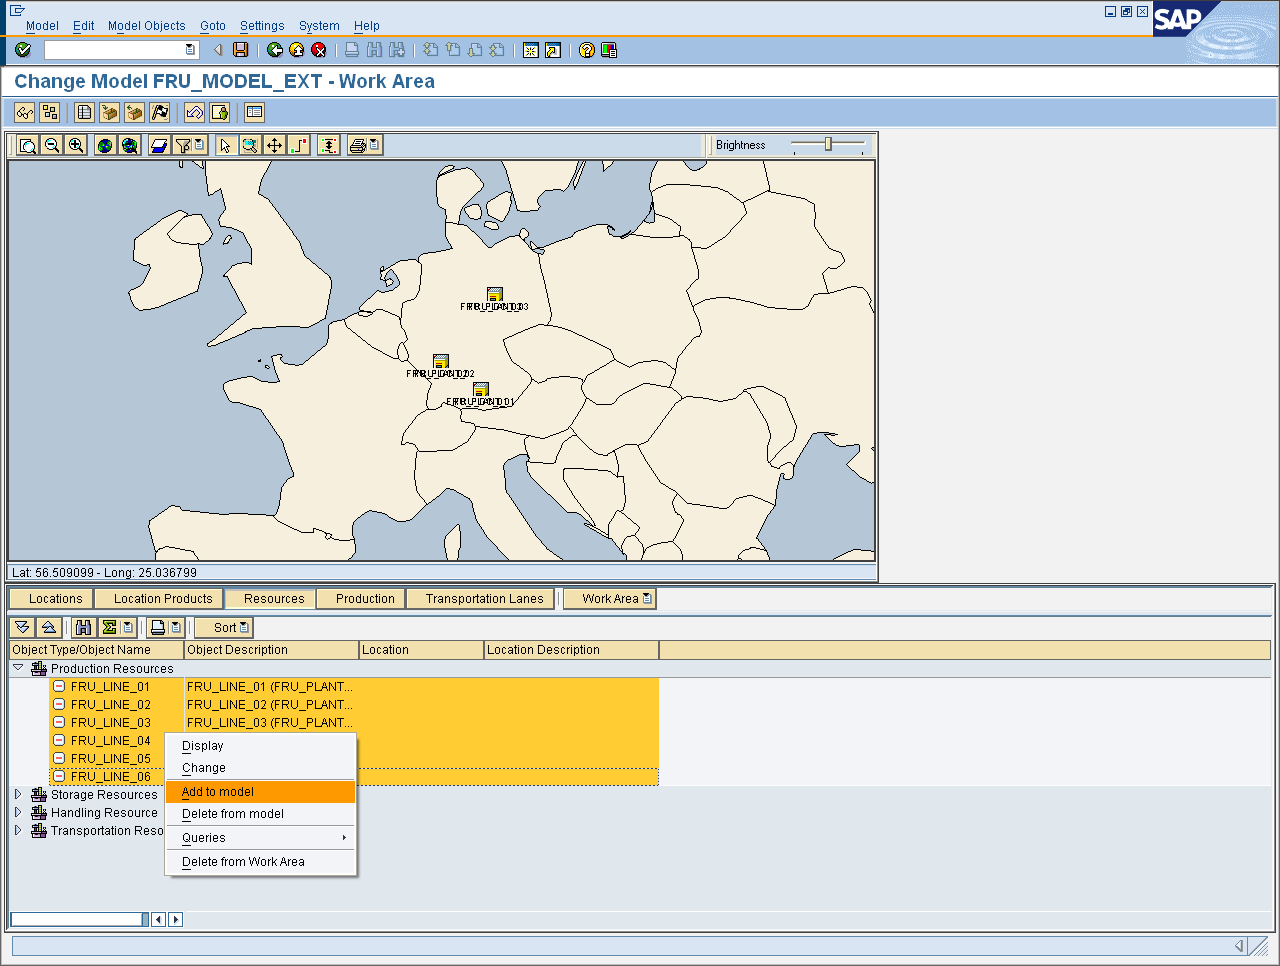 Model Edit Model Objects Goto Settings System Help
SAP
Change Model FRU_MODEL_EXT - Work Area
Brightness
Lat: 56.509099 - Long: 25.036799
Locations Location Products Resources Production Transportation Lanes Work Area
Sort
Object Type/Object Name Object Description Location Location Description
Production Resources
FRU_LINE_01 FRU_LINE_01 (FRU_PLANT...
FRU_LINE_02 FRU_LINE_02 (FRU_PLANT...
FRU_LINE_03 FRU_LINE_03 (FRU_PLANT...
FRU_LINE_04
FRU_LINE_05
FRU_LINE_06
Storage Resources
Handling Resource
Transportation Reso
Display
Change
Add to model
Delete from model
Queries
Delete from Work Area